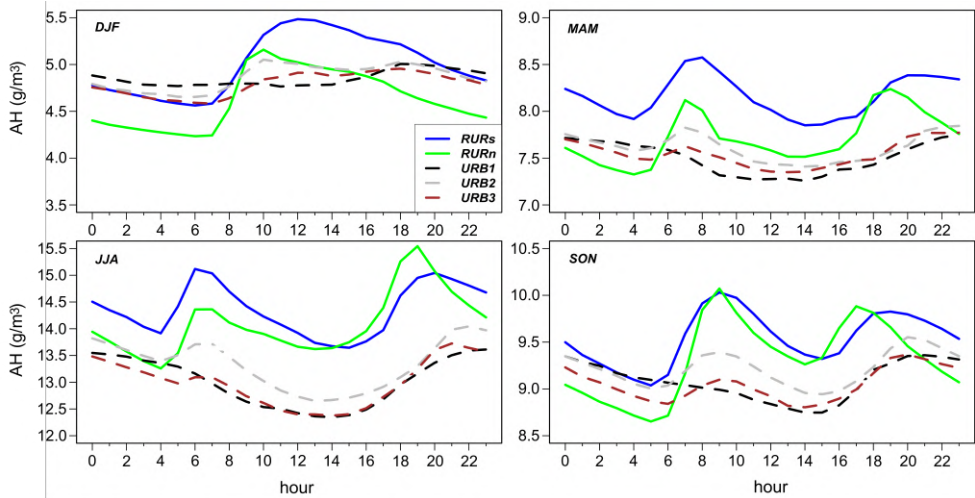 DJF
AH (g/m³)
5.5
5.0
4.5
4.0
3.5
0 2 4 6 8 10 12 14 16 18 20 22
RURs
RURn
URB1
URB2
URB3
MAM
9.0
8.5
8.0
7.5
7.0
0 2 4 6 8 10 12 14 16 18 20 22
JJA
AH (g/m³)
15.5
15.0
14.5
14.0
13.5
13.0
12.5
12.0
0 2 4 6 8 10 12 14 16 18 20 22
hour
SON
10.5
10.0
9.5
9.0
8.5
0 2 4 6 8 10 12 14 16 18 20 22
hour